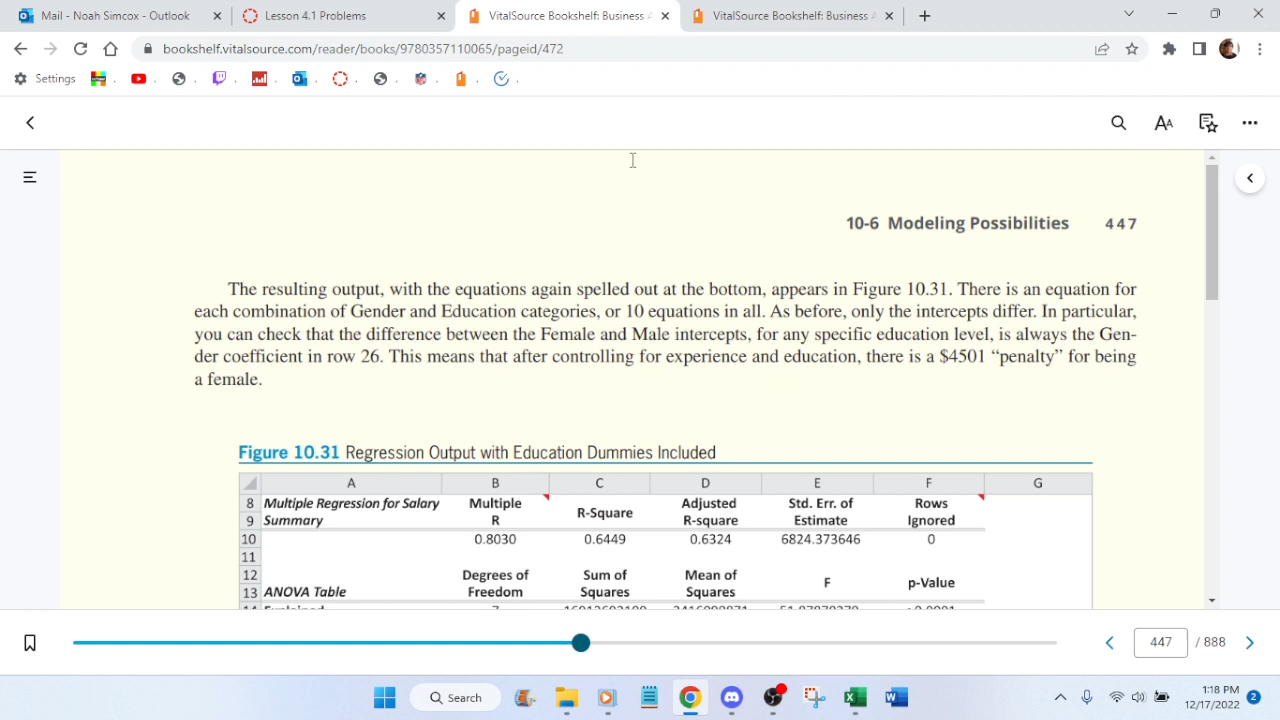 Mail - Noah Simcox - Outlook
Lesson 4.1 Problems
VitalSource Bookshelf: Business
VitalSource Bookshelf: Business
bookshelf.vitalsource.com/reader/books/9780357110065/pageid/472
Settings
10-6 Modeling Possibilities 447
The resulting output, with the equations again spelled out at the bottom, appears in Figure 10.31. There is an equation for
each combination of Gender and Education categories, or 10 equations in all. As before, only the intercepts differ. In particular,
you can check that the difference between the Female and Male intercepts, for any specific education level, is always the Gen-
der coefficient in row 26. This means that after controlling for experience and education, there is a $4501 “penalty” for being
a female.
Figure 10.31 Regression Output with Education Dummies Included
A B C D E F G
8 Multiple Regression for Salary Multiple R-Square Adjusted Std. Err. of Rows
9 Summary R R-square Estimate Ignored
10 0.8030 0.6449 0.6324 6824.373646 0
11
12 Degrees of Sum of Mean of F p-Value
13 ANOVA Table Freedom Squares Squares
447 / 888
Search
1:18 PM
12/17/2022
2